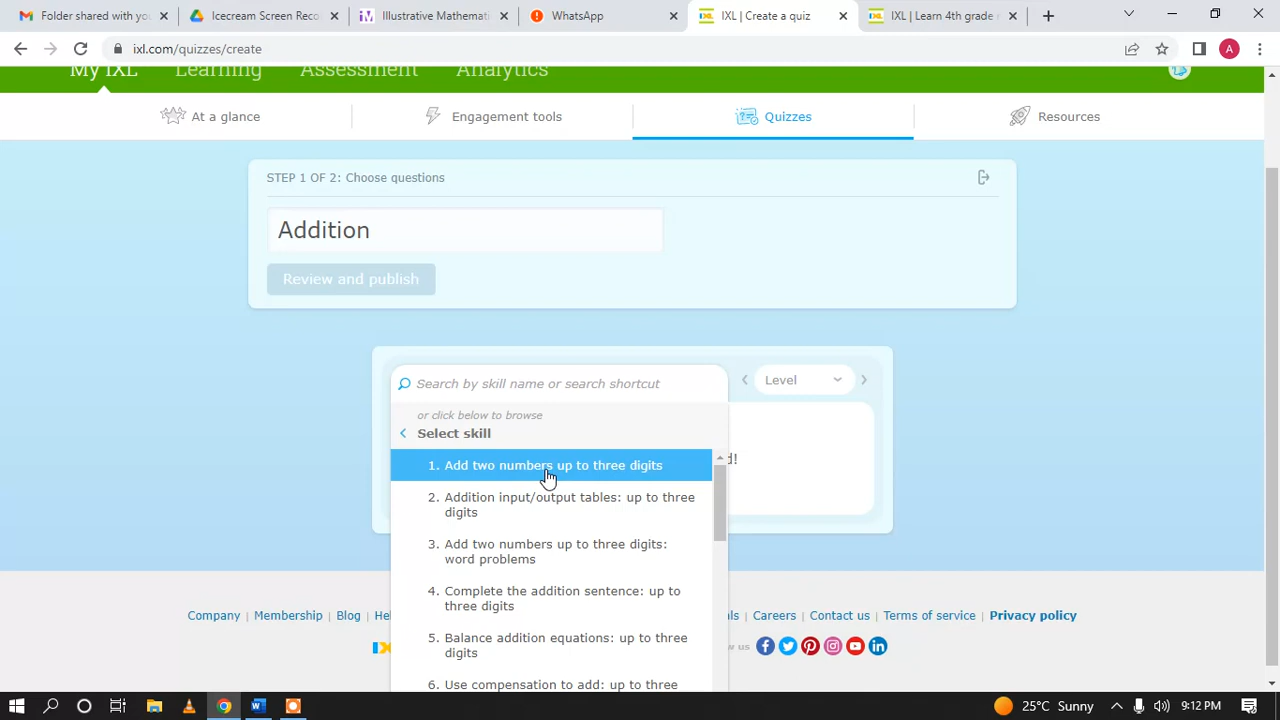 Folder shared with you
Icecream Screen Reco
Illustrative Mathemati
WhatsApp
IXL | Create a quiz
IXL | Learn 4th grade
ixl.com/quizzes/create
A
My IXL
Learning
Assessment
Analytics
At a glance
Engagement tools
Quizzes
Resources
STEP 1 OF 2: Choose questions
Addition
Review and publish
Search by skill name or search shortcut
Level
or click below to browse
Select skill
d!
1. Add two numbers up to three digits
2. Addition input/output tables: up to three
digits
3. Add two numbers up to three digits:
word problems
4. Complete the addition sentence: up to
three digits
5. Balance addition equations: up to three
digits
6. Use compensation to add: up to three
Company
Membership
Blog
Hel
ls
Careers
Contact us
Terms of service
Privacy policy
IX
w us
25°C Sunny
9:12 PM